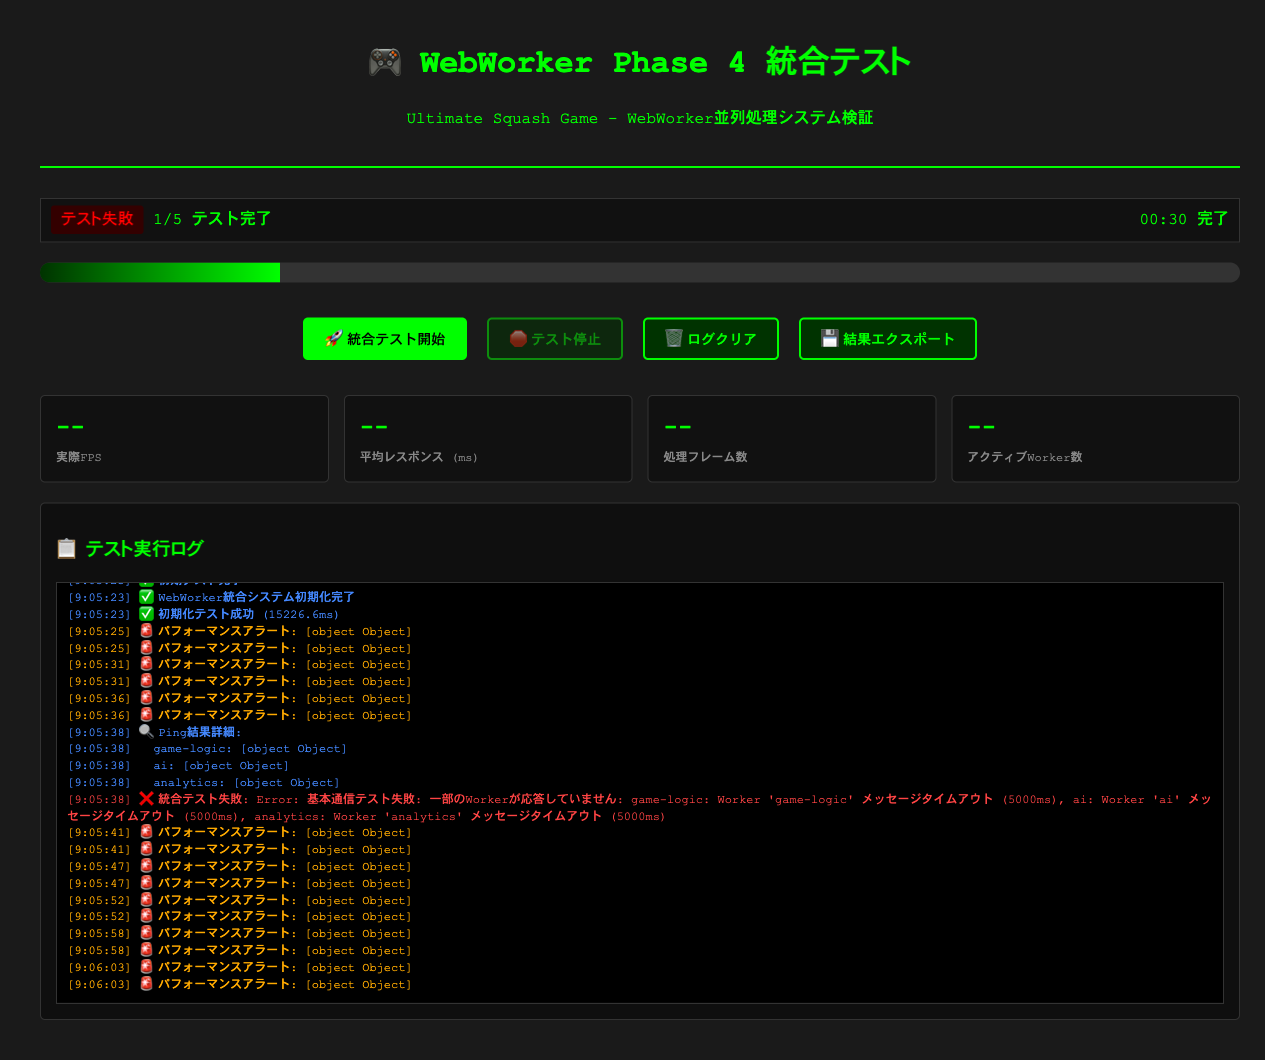 🎮 WebWorker Phase 4 統合テスト
Ultimate Squash Game - WebWorker並列処理システム検証
テスト失敗 1/5 テスト完了
00:30 完了
🚀 統合テスト開始
🛑 テスト停止
🗑️ ログクリア
💾 結果エクスポート
--
実際FPS
--
平均レスポンス (ms)
--
処理フレーム数
--
アクティブWorker数
📋 テスト実行ログ
[9:05:23] ✅ WebWorker統合システム初期化完了
[9:05:23] ✅ 初期化テスト成功 (15226.6ms)
[9:05:25] 🚨 パフォーマンスアラート: [object Object]
[9:05:25] 🚨 パフォーマンスアラート: [object Object]
[9:05:31] 🚨 パフォーマンスアラート: [object Object]
[9:05:31] 🚨 パフォーマンスアラート: [object Object]
[9:05:36] 🚨 パフォーマンスアラート: [object Object]
[9:05:36] 🚨 パフォーマンスアラート: [object Object]
[9:05:38] 🔍 Ping結果詳細:
[9:05:38] game-logic: [object Object]
[9:05:38] ai: [object Object]
[9:05:38] analytics: [object Object]
[9:05:38] ❌ 統合テスト失敗: Error: 基本通信テスト失敗: 一部のWorkerが応答していません: game-logic: Worker 'game-logic' メッセージタイムアウト (5000ms), ai: Worker 'ai' メッ
セージタイムアウト (5000ms), analytics: Worker 'analytics' メッセージタイムアウト (5000ms)
[9:05:41] 🚨 パフォーマンスアラート: [object Object]
[9:05:41] 🚨 パフォーマンスアラート: [object Object]
[9:05:47] 🚨 パフォーマンスアラート: [object Object]
[9:05:47] 🚨 パフォーマンスアラート: [object Object]
[9:05:52] 🚨 パフォーマンスアラート: [object Object]
[9:05:52] 🚨 パフォーマンスアラート: [object Object]
[9:05:58] 🚨 パフォーマンスアラート: [object Object]
[9:05:58] 🚨 パフォーマンスアラート: [object Object]
[9:06:03] 🚨 パフォーマンスアラート: [object Object]
[9:06:03] 🚨 パフォーマンスアラート: [object Object]